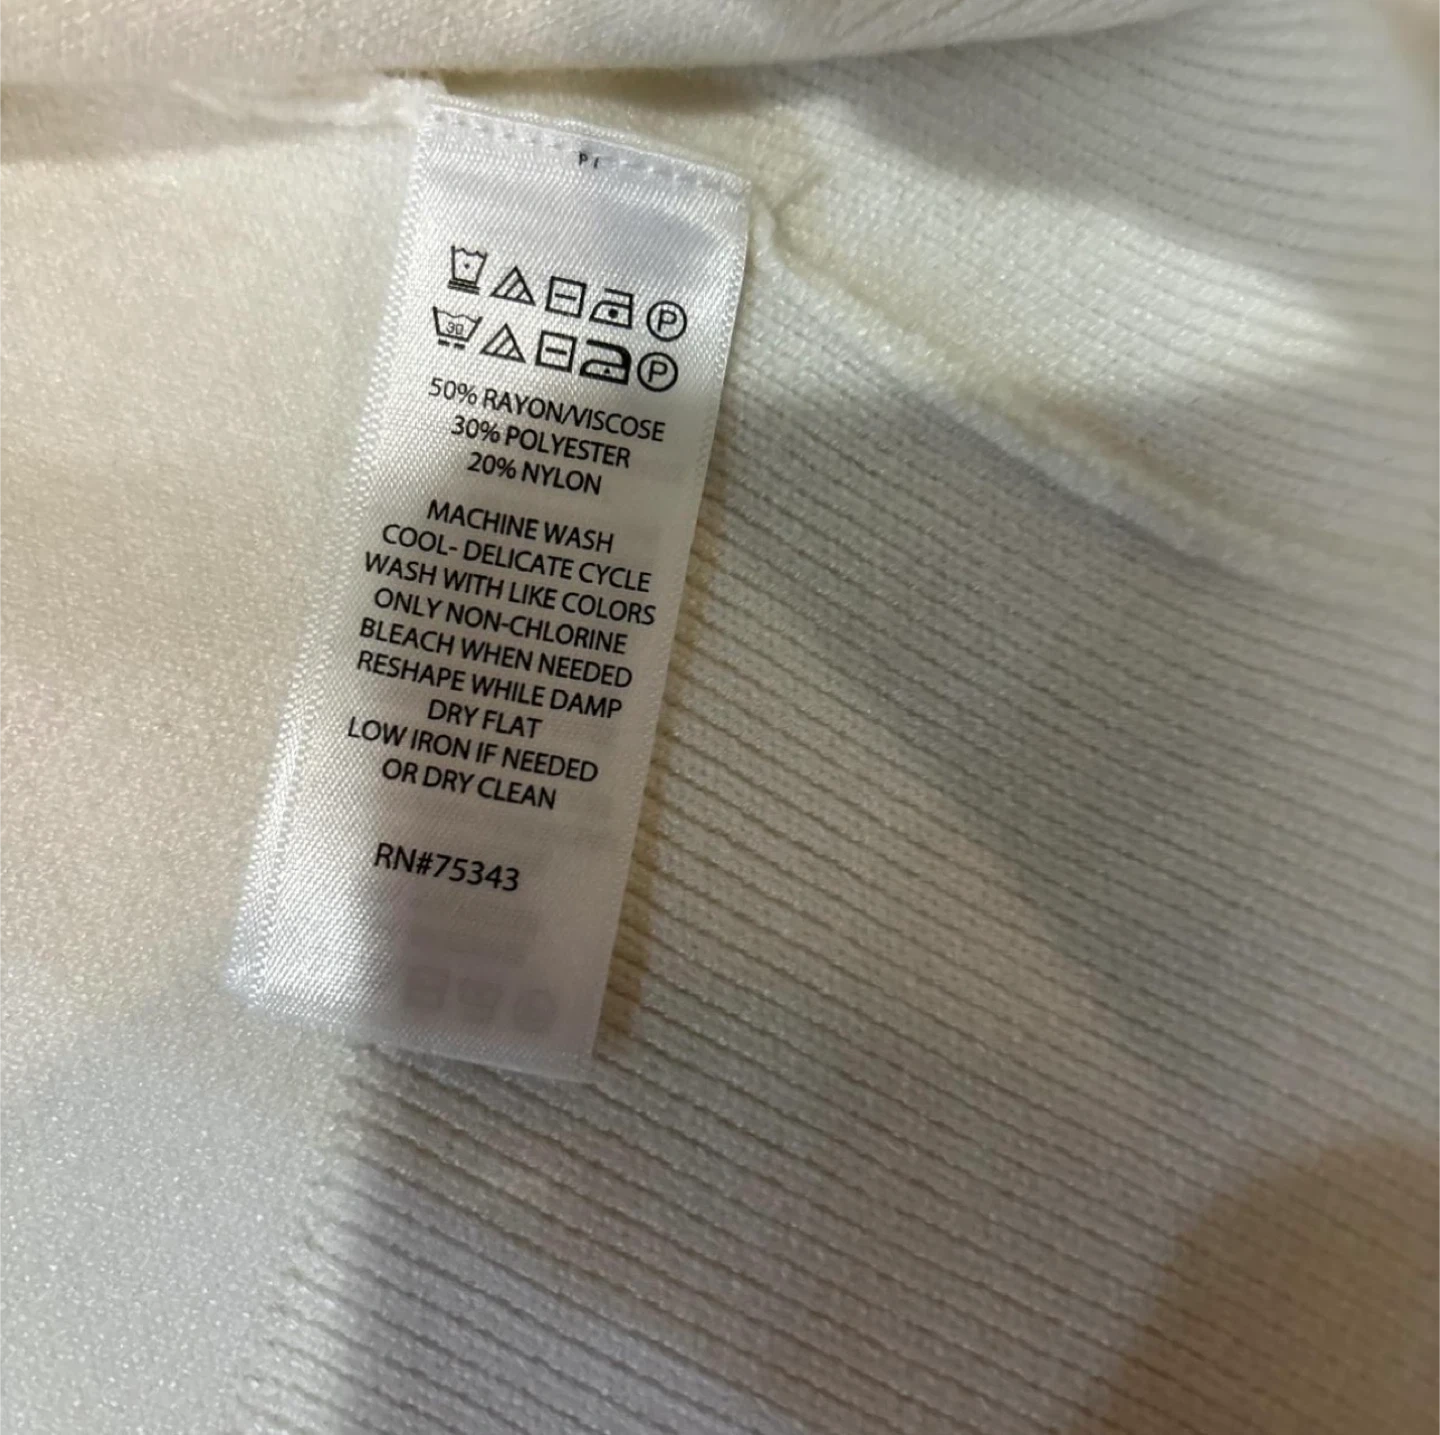 P
P
30
P
50% RAYON/VISCOSE
30% POLYESTER
20% NYLON
MACHINE WASH
COOL- DELICATE CYCLE
WASH WITH LIKE COLORS
ONLY NON-CHLORINE
BLEACH WHEN NEEDED
RESHAPE WHILE DAMP
DRY FLAT
LOW IRON IF NEEDED
OR DRY CLEAN
RN#75343